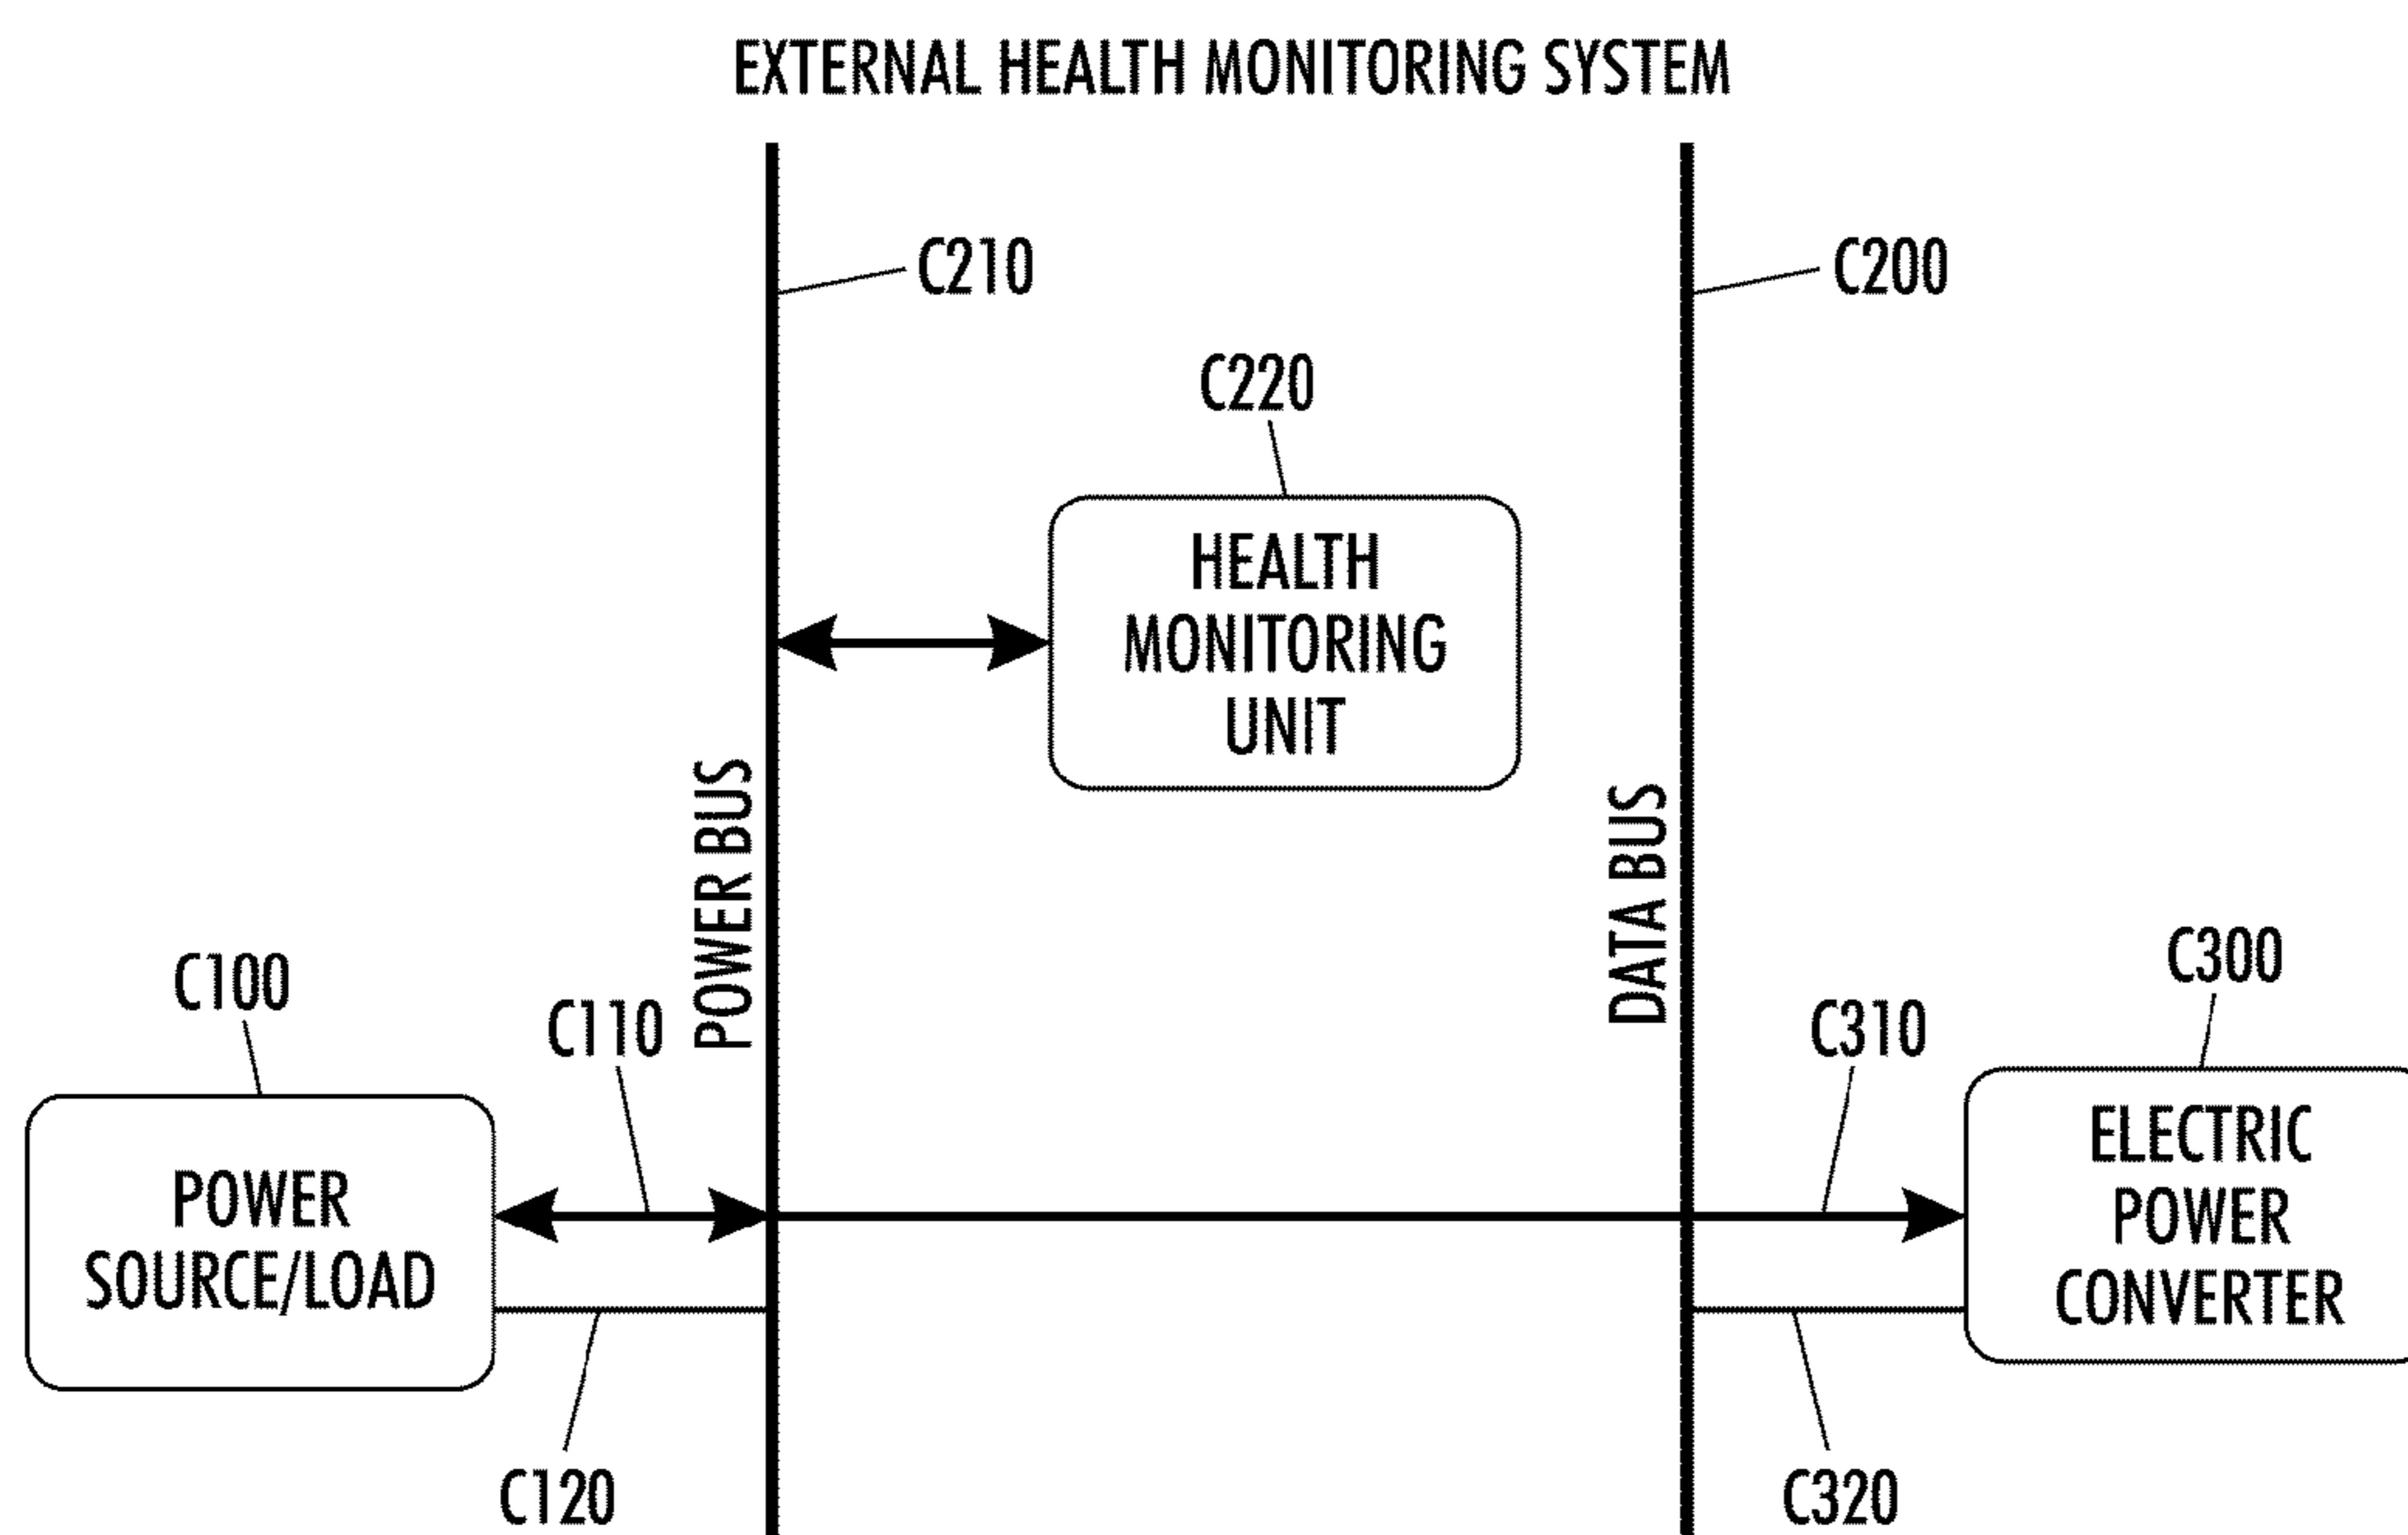 EXTERNAL HEALTH MONITORING SYSTEM
C210
C200
C220
HEALTH
MONITORING
UNIT
POWER BUS
DATA BUS
C100
C110
C310
C300
POWER
SOURCE/LOAD
ELECTRIC
POWER
CONVERTER
C120
C320